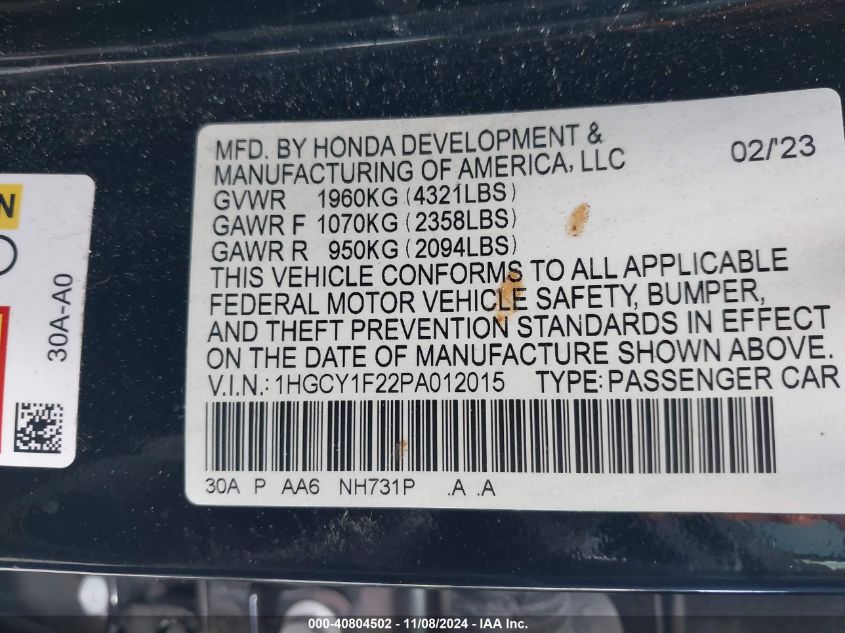 MFD. BY HONDA DEVELOPMENT &
MANUFACTURING OF AMERICA, LLC 02/'23
GVWR 1960KG (4321LBS)
GAWR F 1070KG (2358LBS)
GAWR R 950KG (2094LBS)
THIS VEHICLE CONFORMS TO ALL APPLICABLE
FEDERAL MOTOR VEHICLE SAFETY, BUMPER,
AND THEFT PREVENTION STANDARDS IN EFFECT
ON THE DATE OF MANUFACTURE SHOWN ABOVE.
V.I.N.: 1HGCY1F22PA012015 TYPE: PASSENGER CAR
30A P AA6 NH731P .A .A
N
30A-A0
000-40804502 - 11/08/2024 - IAA Inc.